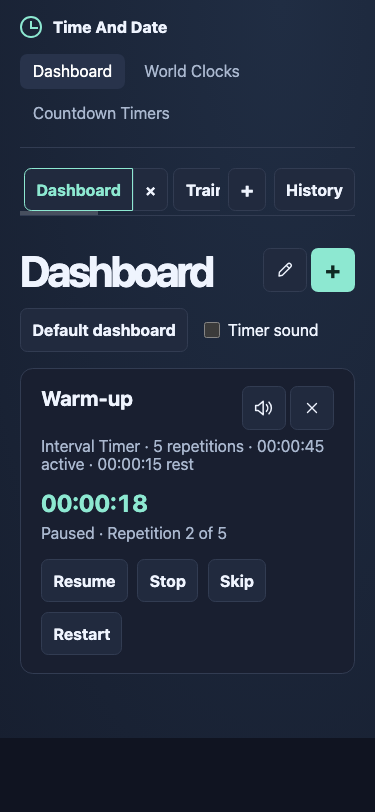 Time And Date
Dashboard World Clocks
Countdown Timers
Dashboard × Train + History
Dashboard +
Default dashboard Timer sound
Warm-up
Interval Timer · 5 repetitions · 00:00:45
active · 00:00:15 rest
00:00:18
Paused · Repetition 2 of 5
Resume Stop Skip
Restart